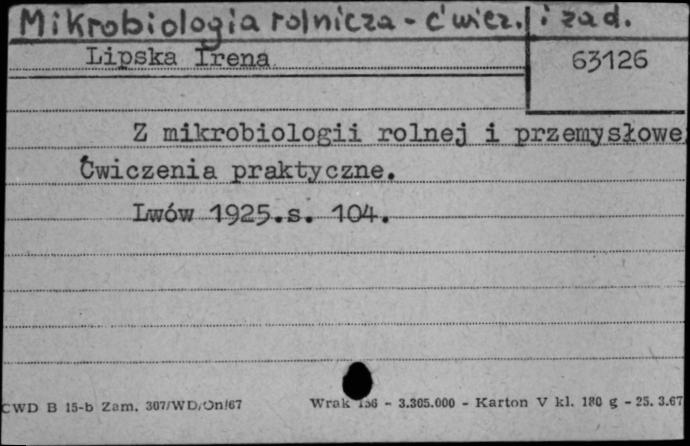 Mikrobiologia rolnicza - ćwicz. i zad.
Lipska Irena
63126
Z mikrobiologii rolnej i przemysłowe
Ćwiczenia praktyczne.
Lwów 1925.s. 104.
CWD B 15-b Zam. 307/WD/On/67
Wrak 156 - 3.305.000 - Karton V kl. 180 g - 25. 3.67